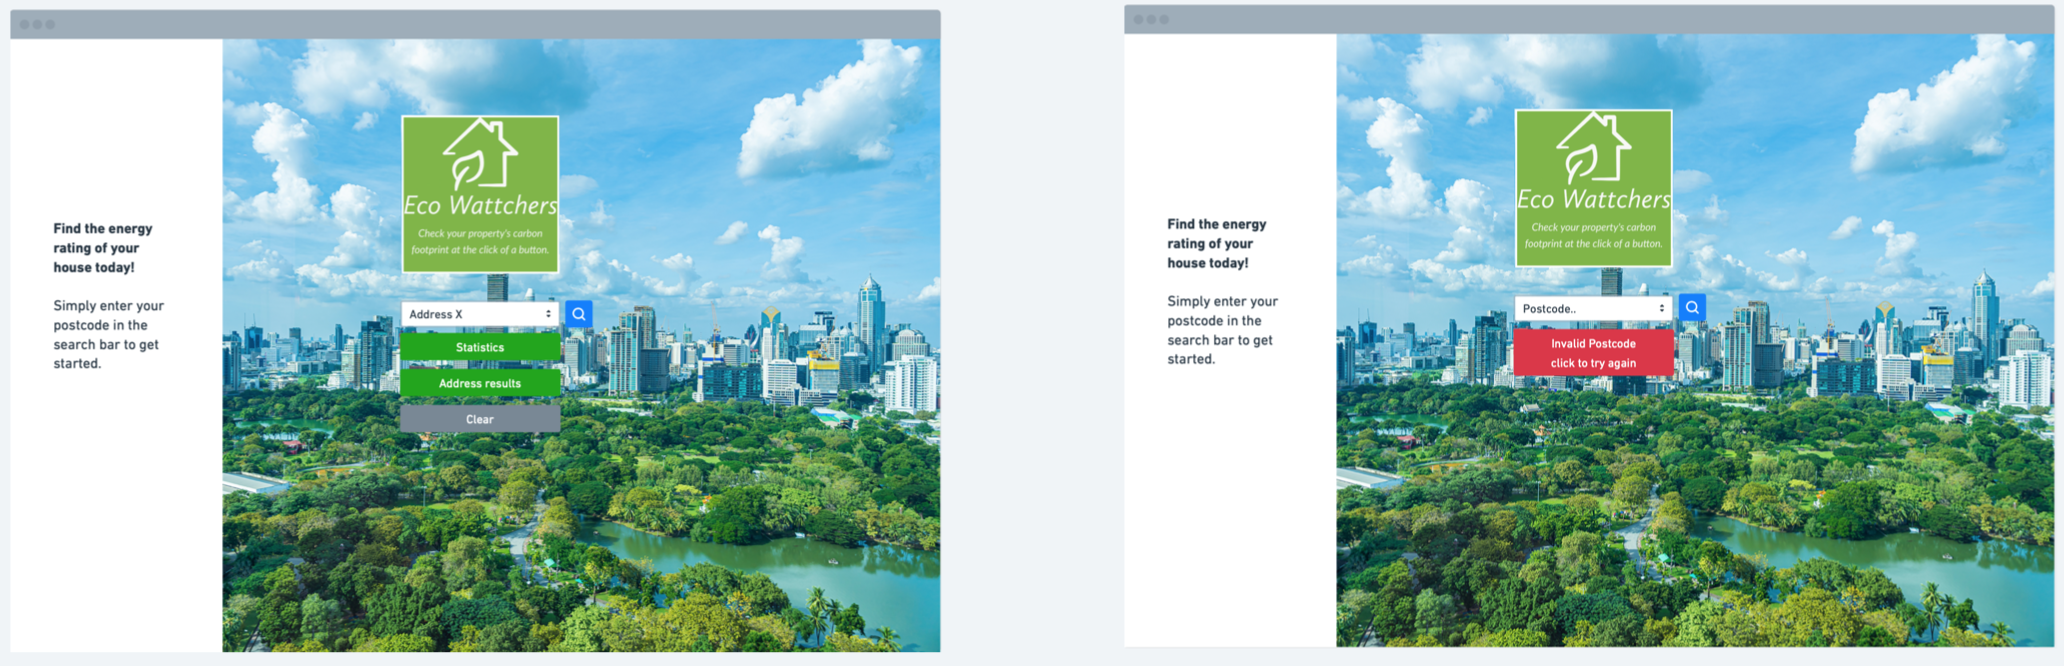 Find the energy
rating of your
house today!
Simply enter your
postcode in the
search bar to get
started.
Eco Wattchers
Check your property's carbon
footprint at the click of a button.
Address X
Statistics
Address results
Clear
Find the energy
rating of your
house today!
Simply enter your
postcode in the
search bar to get
started.
Eco Wattchers
Check your property's carbon
footprint at the click of a button.
Postcode..
Invalid Postcode
click to try again